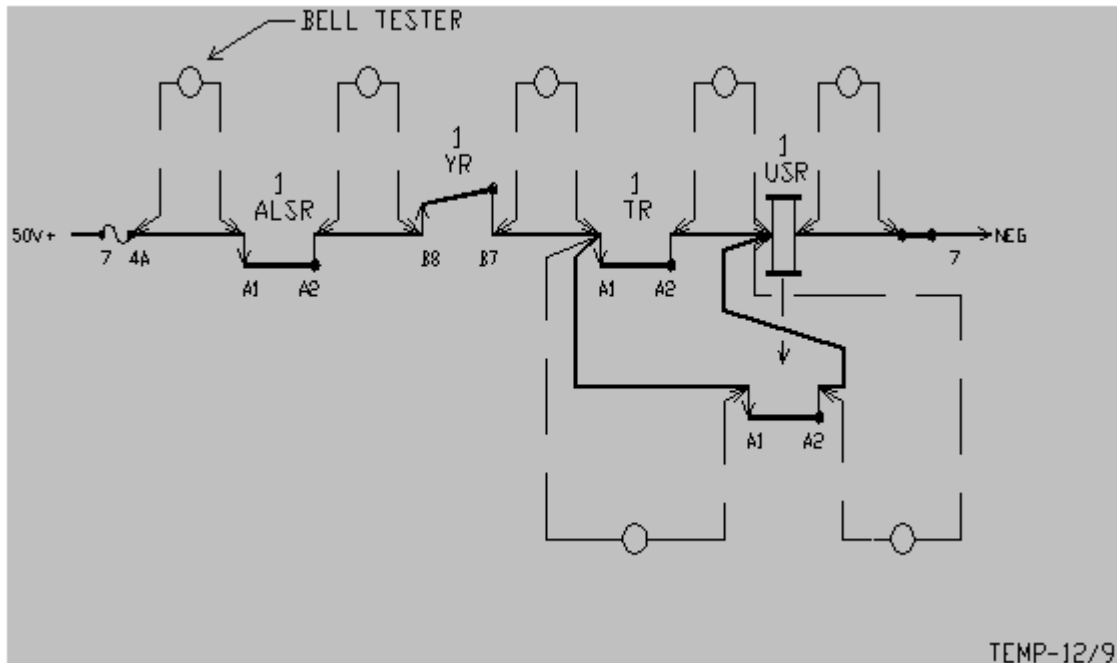 BELL TESTER
1
YR
1
USR
1
ALSR
1
TR
50V+
7 4A
B8 B7
7
NEG
A1 A2
A1 A2
A1 A2
TEMP-12/9